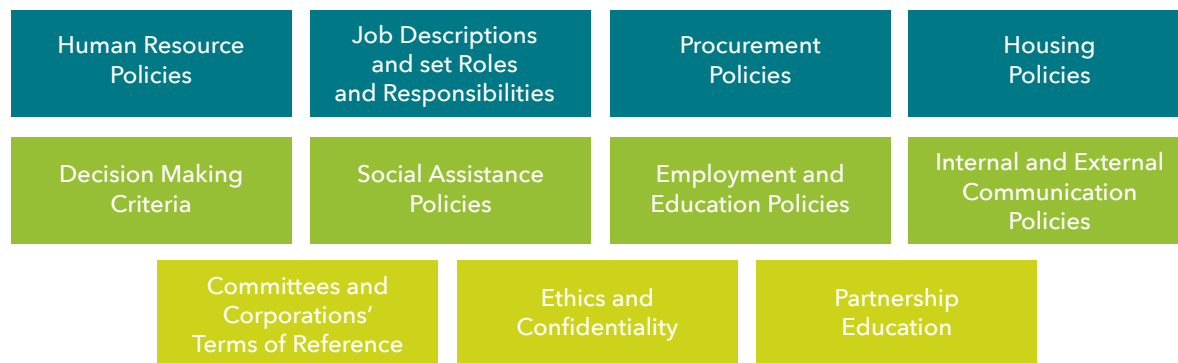 Human Resource
Policies
Job Descriptions
and set Roles
and Responsibilities
Procurement
Policies
Housing
Policies
Decision Making
Criteria
Social Assistance
Policies
Employment and
Education Policies
Internal and External
Communication
Policies
Committees and
Corporations’
Terms of Reference
Ethics and
Confidentiality
Partnership
Education